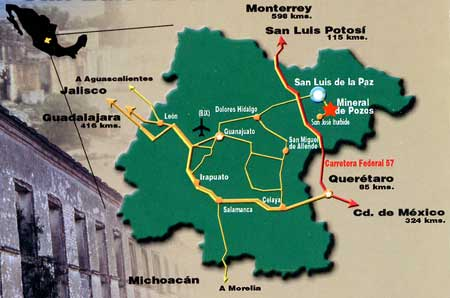 Monterrey
598 kms.
San Luis Potosí
115 kms.
A Aguascalientes
Jalisco
Guadalajara
416 kms.
León
(BJX)
Dolores Hidalgo
San Luis de la Paz
Mineral
de Pozos
San José Iturbide
Guanajuato
San Miguel
de Allende
Carretera Federal 57
Irapuato
Querétaro
85 kms.
Salamanca
Celaya
Cd. de México
324 kms.
Michoacán
A Morelia